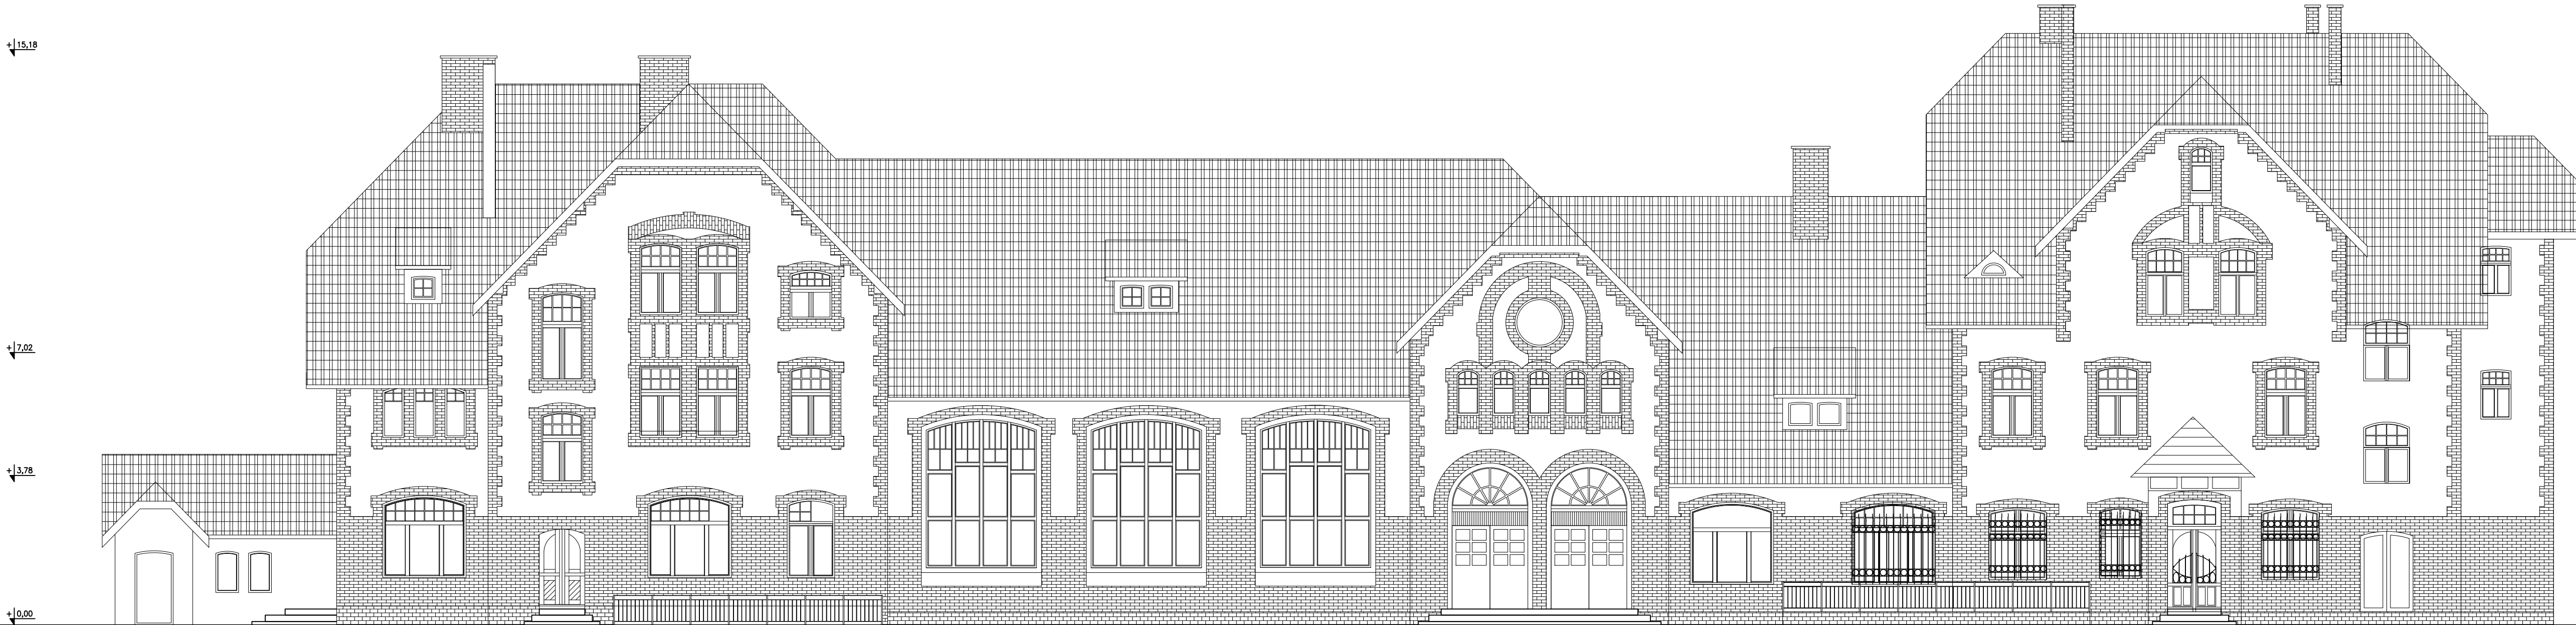 + 15,18
+ 7,02
+ 3,78
+ 0,00